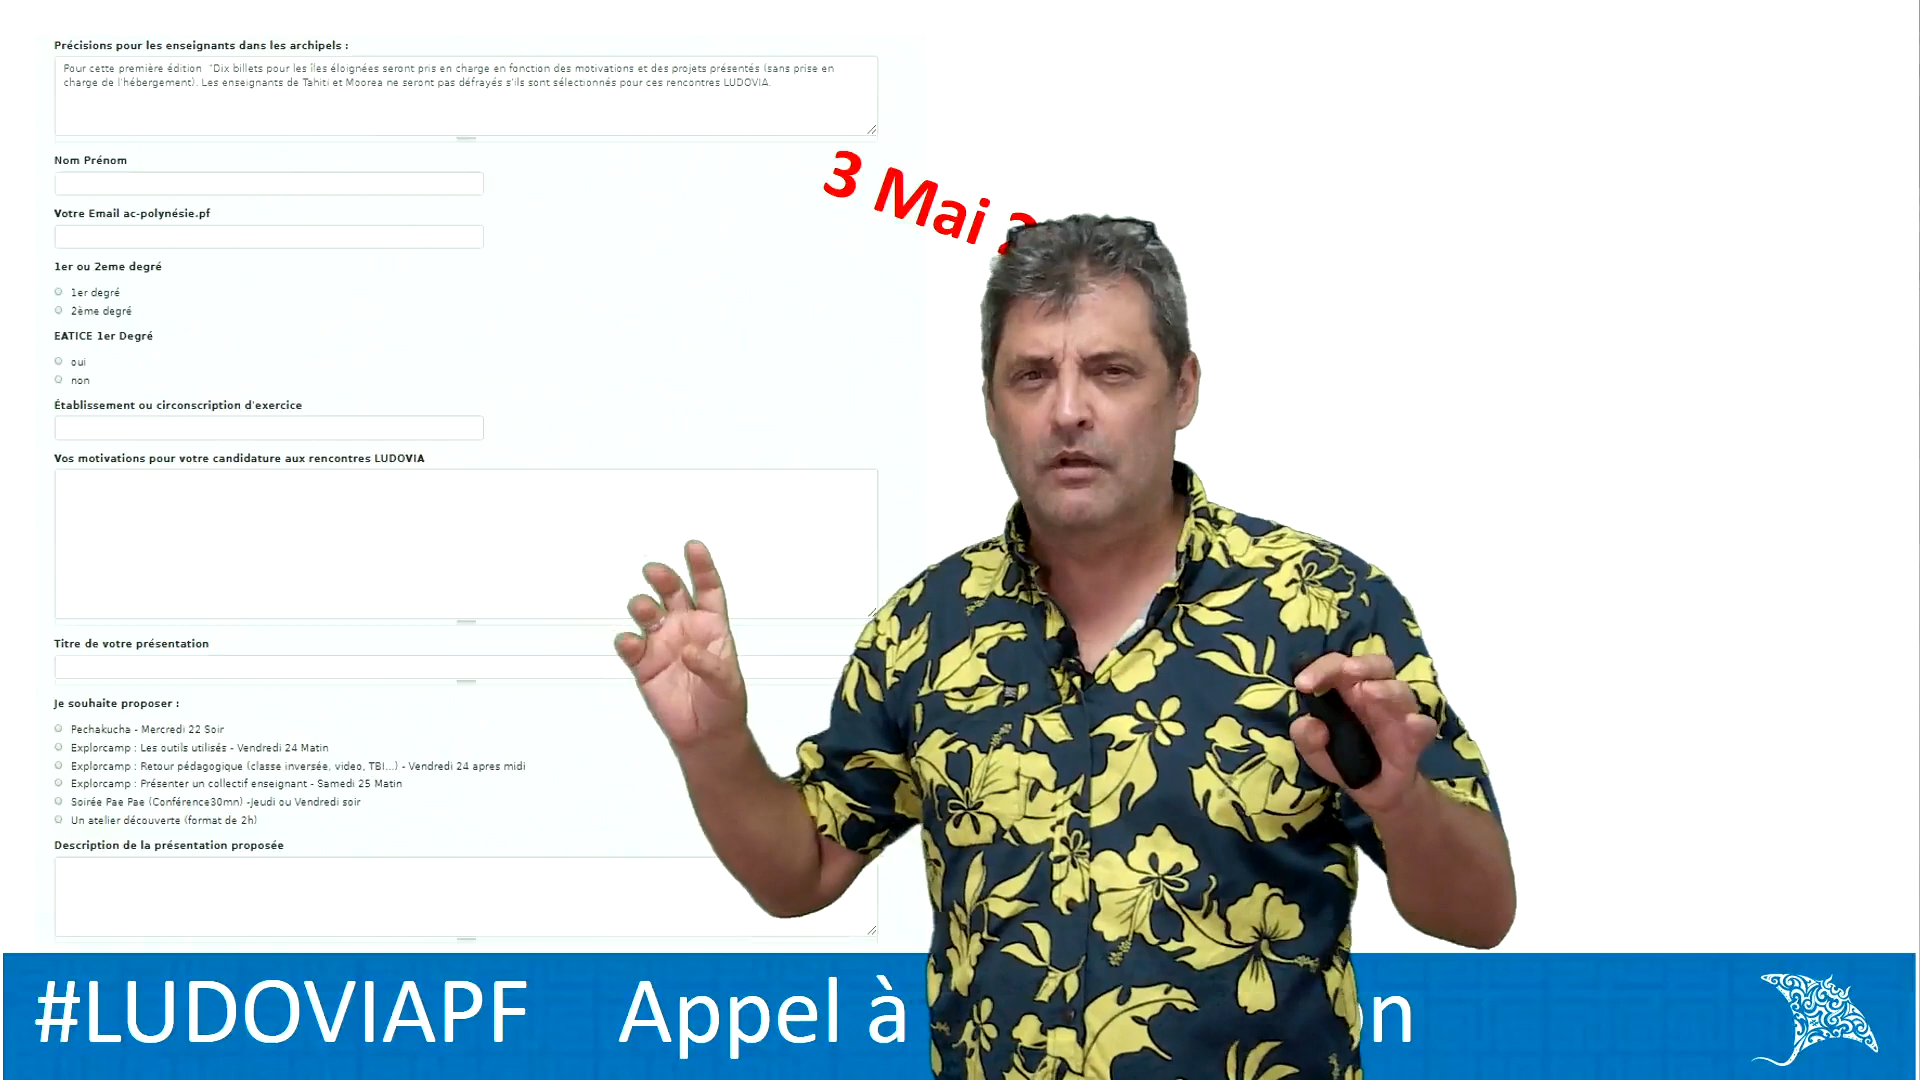 Précisions pour les enseignants dans les archipels :
Pour cette première édition "Dix billets pour les îles éloignées seront pris en charge en fonction des motivations et des projets présentés (sans prise en
charge de l'hébergement). Les enseignants de Tahiti et Moorea ne seront pas défrayés s'ils sont sélectionnés pour ces rencontres LUDOVIA.
3 Mai
Nom Prénom
Votre Email ac-polynésie.pf
1er ou 2eme degré
1er degré
2ème degré
EATICE 1er Degré
oui
non
Établissement ou circonscription d'exercice
Vos motivations pour votre candidature aux rencontres LUDOVIA
Titre de votre présentation
Je souhaite proposer :
Pechakucha - Mercredi 22 Soir
Explorcamp : Les outils utilisés - Vendredi 24 Matin
Explorcamp : Retour pédagogique (classe inversée, video, TBI...) - Vendredi 24 apres midi
Explorcamp : Présenter un collectif enseignant - Samedi 25 Matin
Soirée Pae Pae (Conférence30mn) -Jeudi ou Vendredi soir
Un atelier découverte (format de 2h)
Description de la présentation proposée
#LUDOVIAPF Appel à